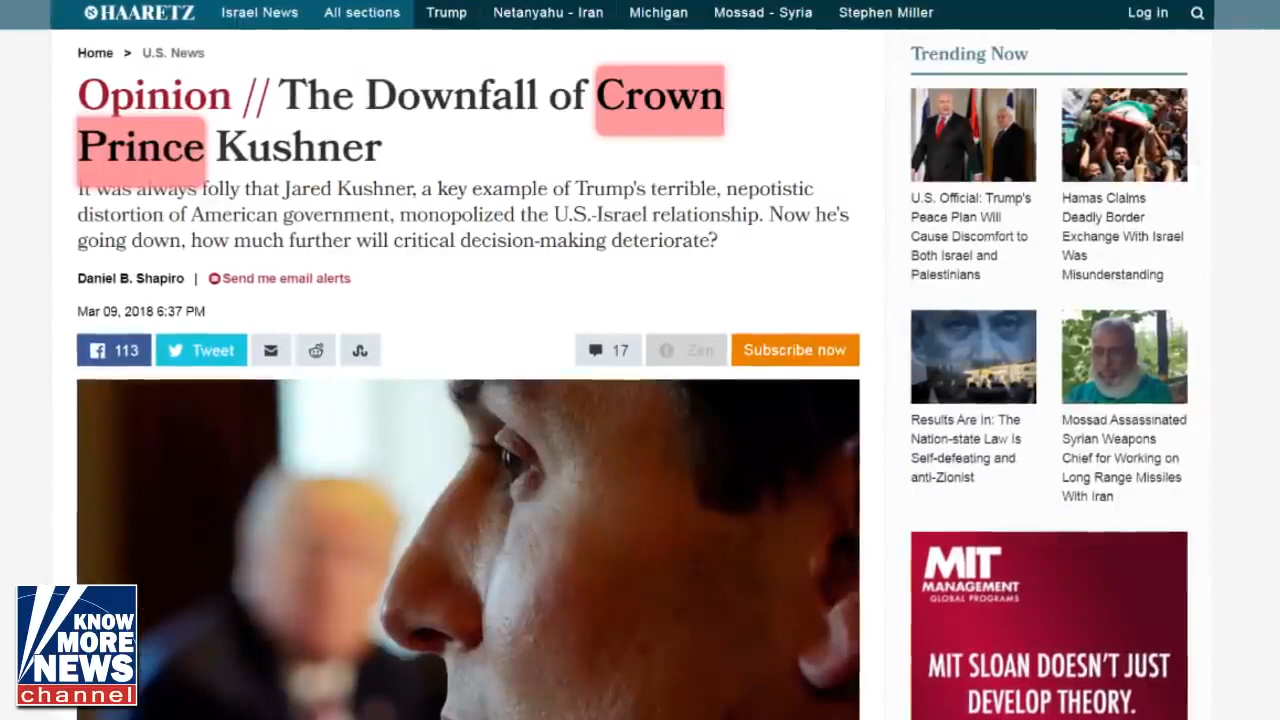 HAARETZ Israel News All sections Trump Netanyahu - Iran Michigan Mossad - Syria Stephen Miller Log in
Home > U.S. News
Opinion // The Downfall of Crown
Prince Kushner
It was always folly that Jared Kushner, a key example of Trump's terrible, nepotistic
distortion of American government, monopolized the U.S.-Israel relationship. Now he's
going down, how much further will critical decision-making deteriorate?
Daniel B. Shapiro | Send me email alerts
Mar 09, 2018 6:37 PM
113 Tweet 17 Zen Subscribe now
Trending Now
U.S. Official: Trump's
Peace Plan Will
Cause Discomfort to
Both Israel and
Palestinians
Hamas Claims
Deadly Border
Exchange With Israel
Was
Misunderstanding
Results Are In: The
Nation-state Law Is
Self-defeating and
anti-Zionist
Mossad Assassinated
Syrian Weapons
Chief for Working on
Long Range Missiles
With Iran
MIT
MANAGEMENT
GLOBAL PROGRAMS
MIT SLOAN DOESN'T JUST
DEVELOP THEORY.
KNOW
MORE
NEWS
channel